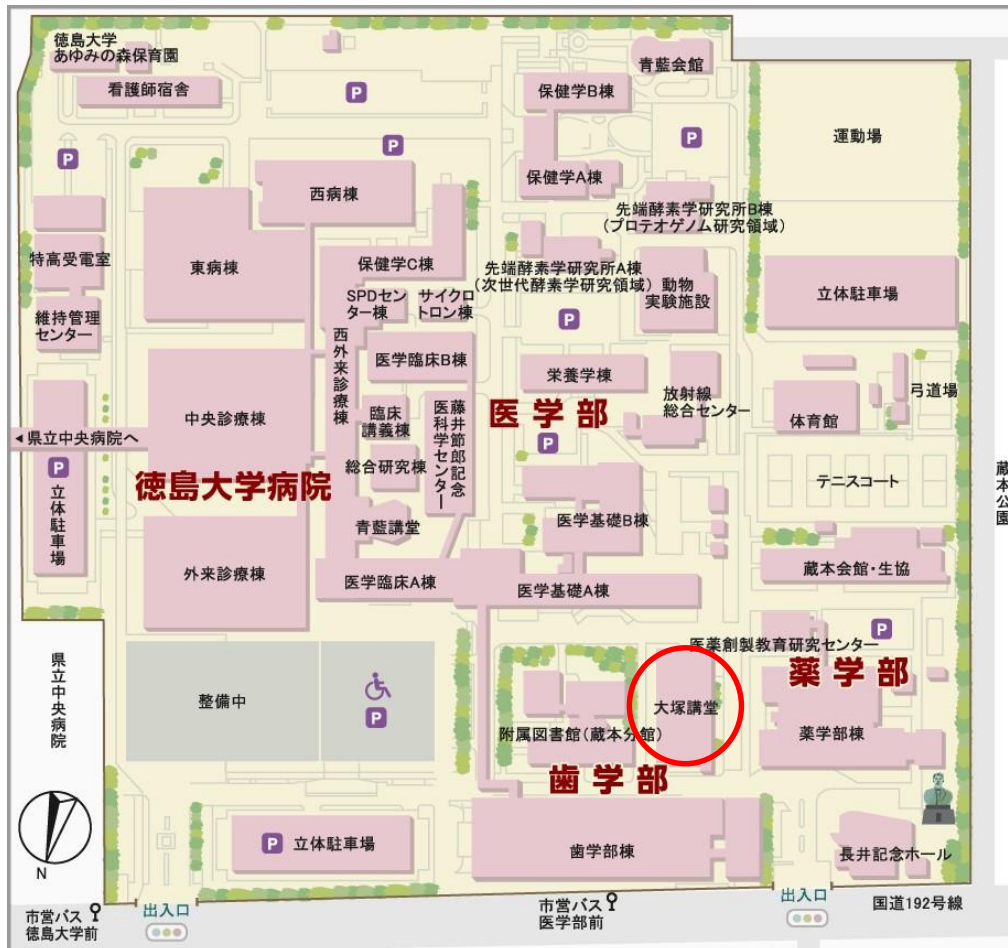 徳島大学
あゆみの森保育園
看護師宿舎
P
P
P
青藍会館
保健学B棟
P
運動場
保健学A棟
西病棟
先端酵素学研究所B棟
(プロテオゲノム研究領域)
特高受電室
東病棟
保健学C棟
先端酵素学研究所A棟
(次世代酵素学研究領域)
動物
実験施設
立体駐車場
SPDセン
ター棟
サイクロ
トロン棟
P
維持管理
センター
西外来診療棟
医学臨床B棟
栄養学棟
放射線
総合センター
体育館
弓道場
中央診療棟
臨床
講義棟
藤井節郎記念
医科学センター
医学部
P
◀県立中央病院へ
P
立体駐車場
徳島大学病院
総合研究棟
テニスコート
蔵本公園
青藍講堂
医学基礎B棟
外来診療棟
医学臨床A棟
医学基礎A棟
蔵本会館・生協
P
医薬創製教育研究センター
薬学部
県立中央病院
整備中
P
大塚講堂
附属図書館(蔵本分館)
薬学部棟
歯学部
P
立体駐車場
歯学部棟
長井記念ホール
N
市営バス
徳島大学前
出入口
市営バス
医学部前
出入口
国道192号線